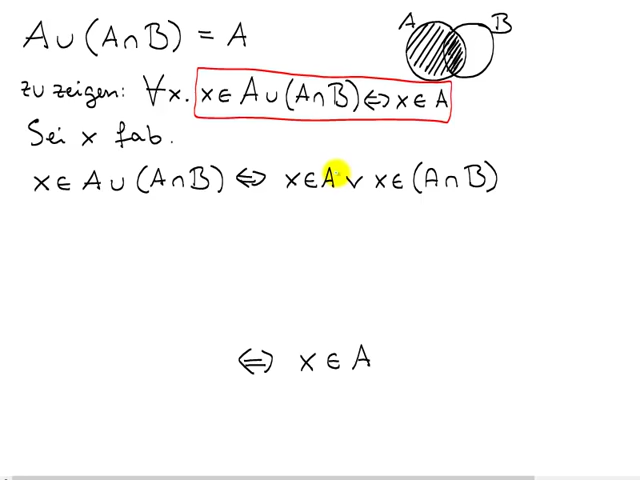 A∪(A∩B) = A
A B
zu zeigen: ∀x. x∈A∪(A∩B)⇔x∈A
Sei x fab.
x∈A∪(A∩B) ⇔ x∈A∨x∈(A∩B)
⇔ x∈A